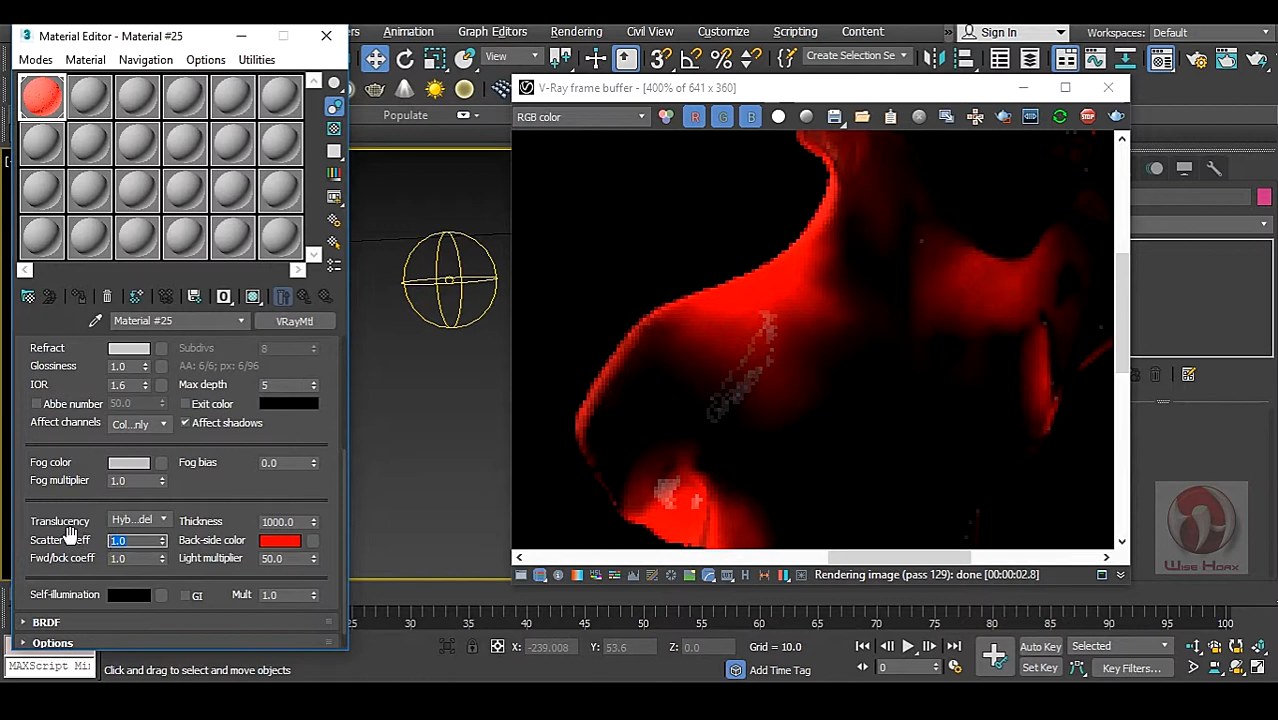 Material Editor - Material #25
Modes Material Navigation Options Utilities
Animation Graph Editors Rendering Civil View Customize Scripting Content Sign In Workspaces: Default
View Create Selection Se
Populate
V-Ray frame buffer - [400% of 641 x 360]
RGB color R G B
Material #25 VRayMtl
Refract Subdivs 8
Glossiness 1.0 AA: 6/6; px: 6/96
IOR 1.6 Max depth 5
Abbe number 50.0 Exit color
Affect channels Col...nly Affect shadows
Fog color Fog bias 0.0
Fog multiplier 1.0
Translucency Hyb...del Thickness 1000.0
Scatter eff 1.0 Back-side color
Fwd/bck coeff 1.0 Light multiplier 50.0
Self-illumination GI Mult 1.0
BRDF
Options
WISE HORX
Rendering image (pass 129): done [00:00:02.8]
30 35 40 45 50 55 60 65 70 75 80 85 90 95 100
MAXScript Mi Click and drag to select and move objects
X: -239.008 Y: 53.6 Z: 0.0 Grid = 10.0
Add Time Tag
0
Auto Key Selected
Set Key Key Filters...